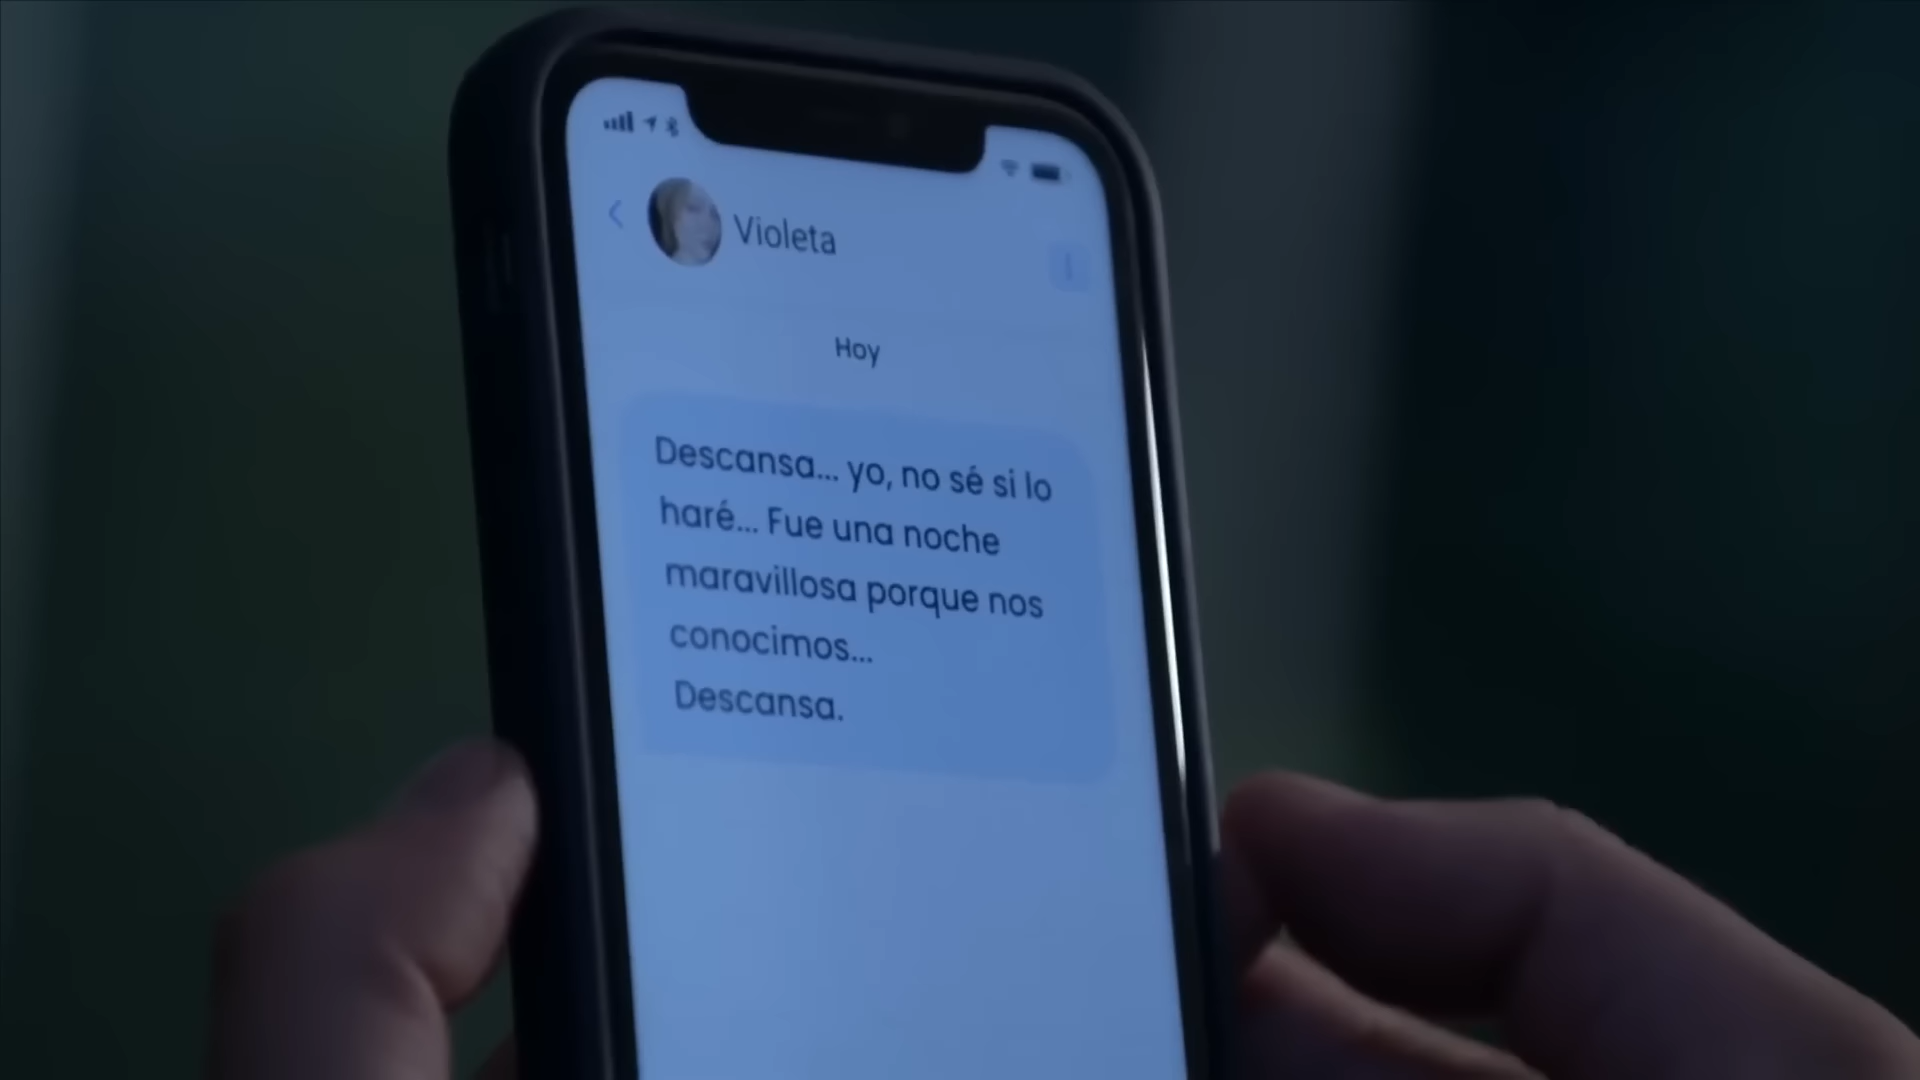 Violeta
Hoy
Descansa... yo, no sé si lo
haré... Fue una noche
maravillosa porque nos
conocimos...
Descansa.